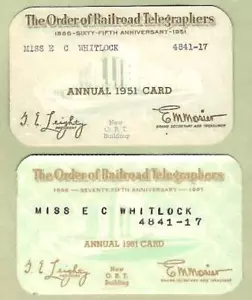 The Order of Railroad Telegraphers
1886-SIXTY-FIFTH ANNIVERSARY-1951
MISS E C WHITLOCK 4841-17
ANNUAL 1951 CARD
New
O. R. T.
Building
GRAND SECRETARY AND TREASURER
The Order of Railroad Telegraphers
1886 — SEVENTY-FIFTH ANNIVERSARY — 1961
MISS E C WHITLOCK
4841-17
ANNUAL 1961 CARD
New
O. R. T.
Building
GRAND SECRETARY AND TREASURER